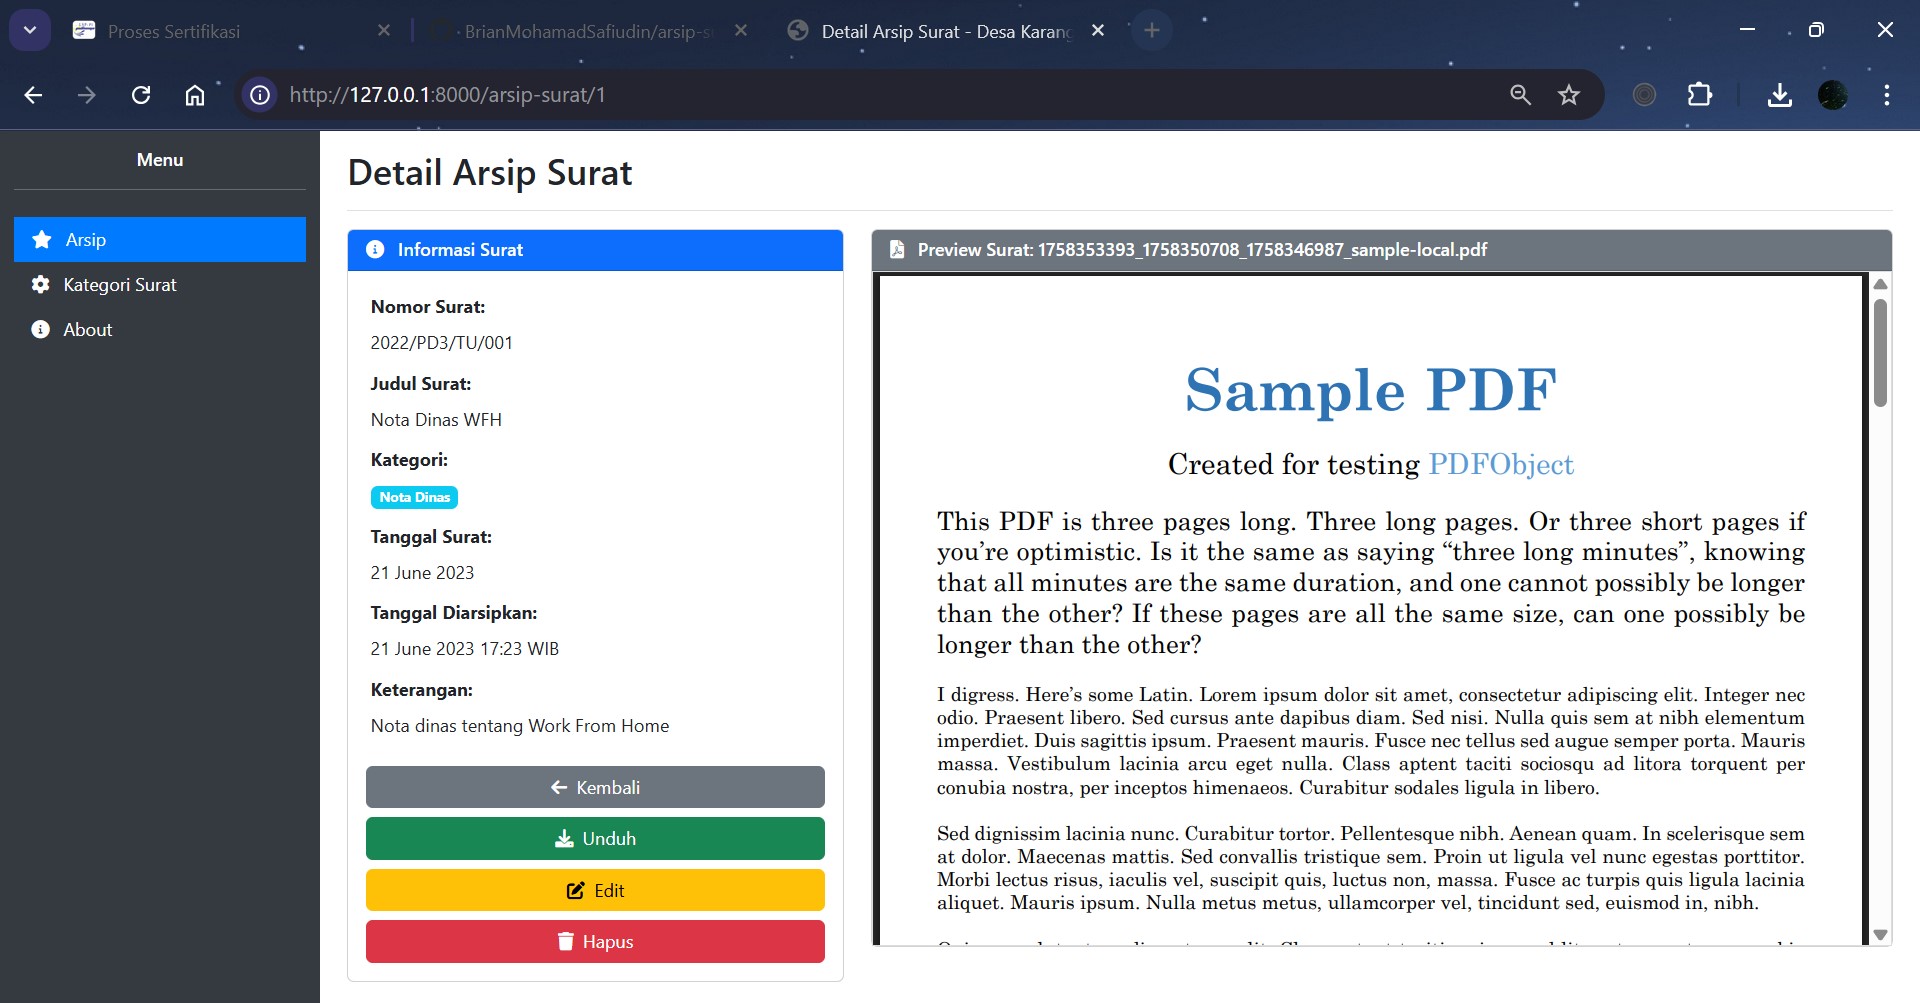 Proses Sertifikasi
BrianMohamadSafiudin/arsip-s
Detail Arsip Surat - Desa Karang
http://127.0.0.1:8000/arsip-surat/1
Menu
Arsip
Kategori Surat
About
Detail Arsip Surat
Informasi Surat
Nomor Surat:
2022/PD3/TU/001
Judul Surat:
Nota Dinas WFH
Kategori:
Nota Dinas
Tanggal Surat:
21 June 2023
Tanggal Diarsipkan:
21 June 2023 17:23 WIB
Keterangan:
Nota dinas tentang Work From Home
Kembali
Unduh
Edit
Hapus
Preview Surat: 1758353393_1758350708_1758346987_sample-local.pdf
Sample PDF
Created for testing PDFObject
This PDF is three pages long. Three long pages. Or three short pages if
you’re optimistic. Is it the same as saying “three long minutes”, knowing
that all minutes are the same duration, and one cannot possibly be longer
than the other? If these pages are all the same size, can one possibly be
longer than the other?
I digress. Here’s some Latin. Lorem ipsum dolor sit amet, consectetur adipiscing elit. Integer nec
odio. Praesent libero. Sed cursus ante dapibus diam. Sed nisi. Nulla quis sem at nibh elementum
imperdiet. Duis sagittis ipsum. Praesent mauris. Fusce nec tellus sed augue semper porta. Mauris
massa. Vestibulum lacinia arcu eget nulla. Class aptent taciti sociosqu ad litora torquent per
conubia nostra, per inceptos himenaeos. Curabitur sodales ligula in libero.
Sed dignissim lacinia nunc. Curabitur tortor. Pellentesque nibh. Aenean quam. In scelerisque sem
at dolor. Maecenas mattis. Sed convallis tristique sem. Proin ut ligula vel nunc egestas porttitor.
Morbi lectus risus, iaculis vel, suscipit quis, luctus non, massa. Fusce ac turpis quis ligula lacinia
aliquet. Mauris ipsum. Nulla metus metus, ullamcorper vel, tincidunt sed, euismod in, nibh.